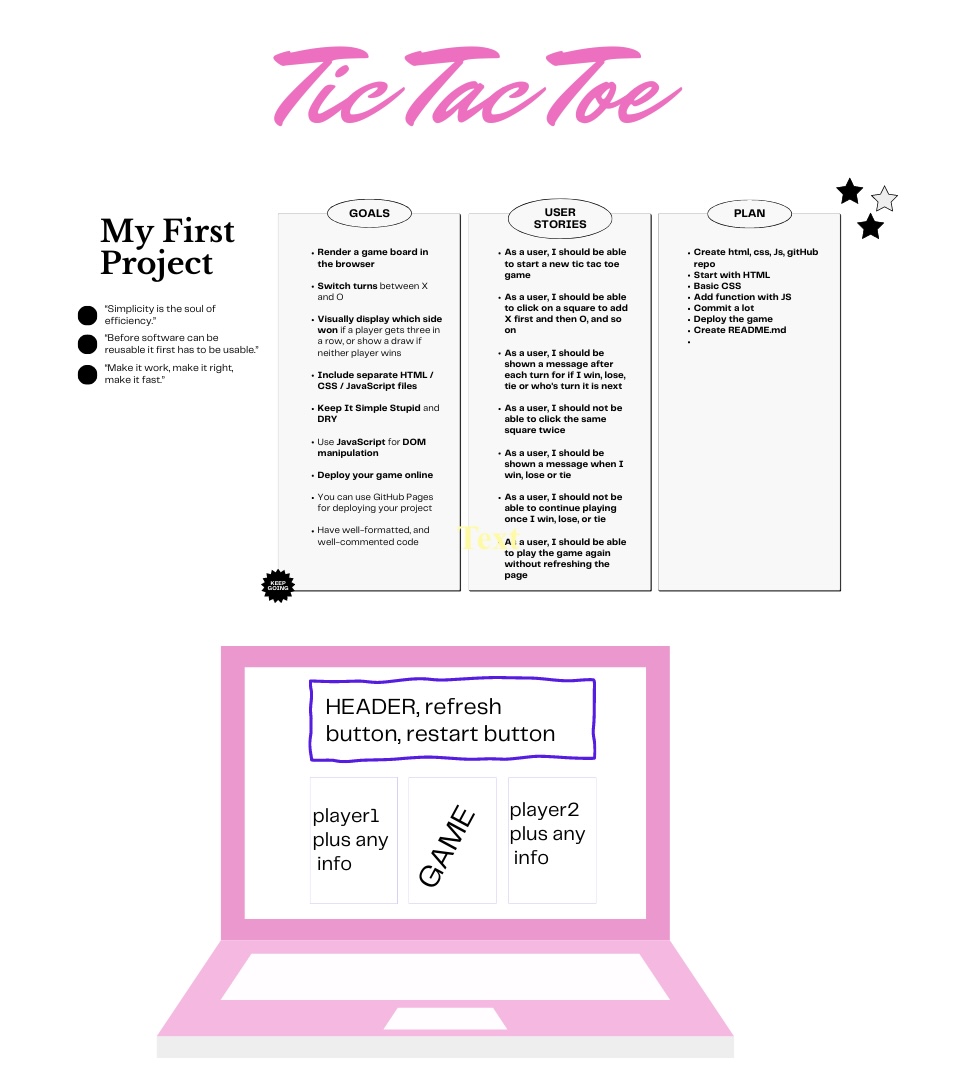 Tic Tac Toe
My First
Project
“Simplicity is the soul of
efficiency.”
“Before software can be
reusable it first has to be usable.”
“Make it work, make it right,
make it fast.”
GOALS
• Render a game board in
the browser
• Switch turns between X
and O
• Visually display which side
won if a player gets three in
a row, or show a draw if
neither player wins
• Include separate HTML /
CSS / JavaScript files
• Keep It Simple Stupid and
DRY
• Use JavaScript for DOM
manipulation
• Deploy your game online
• You can use GitHub Pages
for deploying your project
• Have well-formatted, and
well-commented code
KEEP
GOING
USER
STORIES
• As a user, I should be able
to start a new tic tac toe
game
• As a user, I should be able
to click on a square to add
X first and then O, and so
on
• As a user, I should be
shown a message after
each turn for if I win, lose,
tie or who's turn it is next
• As a user, I should not be
able to click the same
square twice
• As a user, I should be
shown a message when I
win, lose or tie
• As a user, I should not be
able to continue playing
once I win, lose, or tie
• As a user, I should be able
to play the game again
without refreshing the
page
Text
PLAN
• Create html, css, Js, gitHub
repo
• Start with HTML
• Basic CSS
• Add function with JS
• Commit a lot
• Deploy the game
• Create README.md
•
HEADER, refresh
button, restart button
player1
plus any
info
GAME
player2
plus any
info